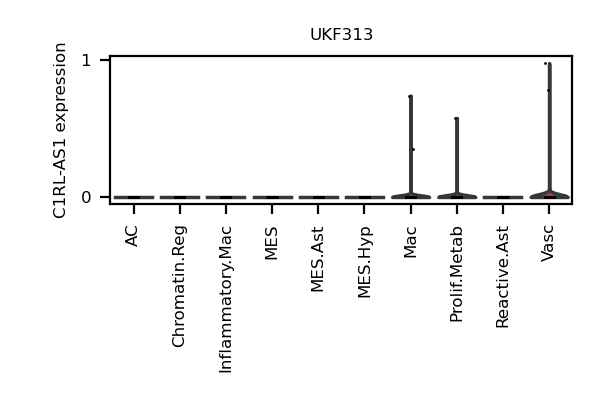 UKF313
C1RL-AS1 expression
1
0
AC
Chromatin.Reg
Inflammatory.Mac
MES
MES.Ast
MES.Hyp
Mac
Prolif.Metab
Reactive.Ast
Vasc